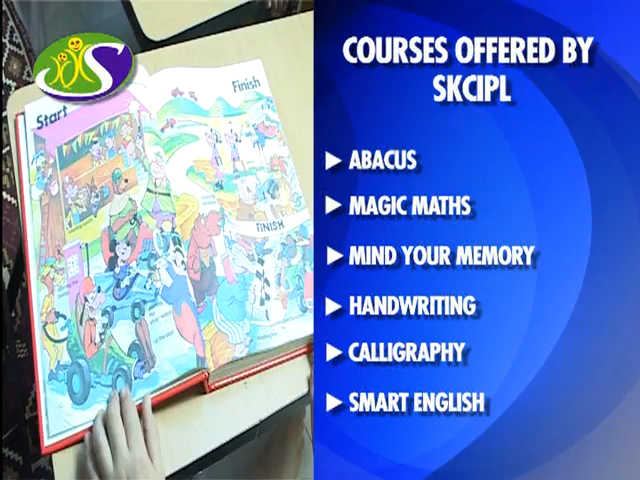 COURSES OFFERED BY
SKCIPL
ABACUS
MAGIC MATHS
MIND YOUR MEMORY
HANDWRITING
CALLIGRAPHY
SMART ENGLISH
Start
Finish
FINISH